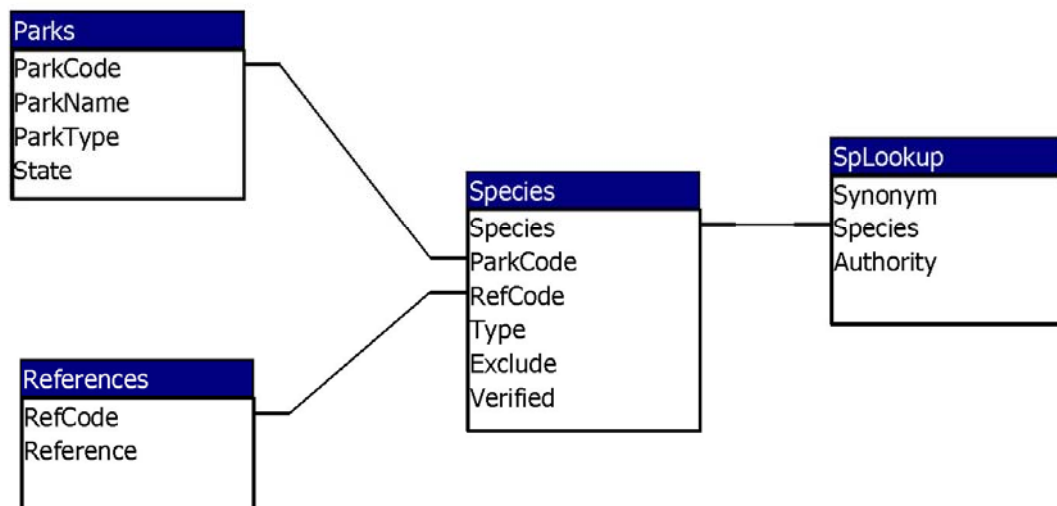 Parks
ParkCode
ParkName
ParkType
State
References
RefCode
Reference
Species
Species
ParkCode
RefCode
Type
Exclude
Verified
SpLookup
Synonym
Species
Authority